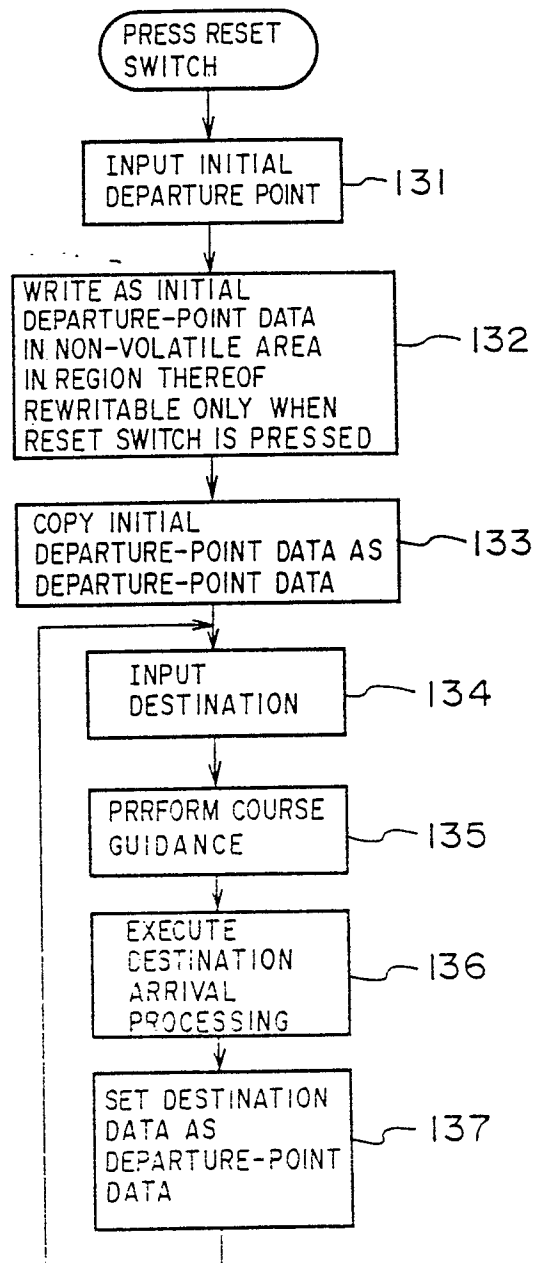 PRESS RESET
SWITCH
INPUT INITIAL
DEPARTURE POINT
131
WRITE AS INITIAL
DEPARTURE-POINT DATA
IN NON-VOLATILE AREA
IN REGION THEREOF
REWRITABLE ONLY WHEN
RESET SWITCH IS PRESSED
132
COPY INITIAL
DEPARTURE-POINT DATA AS
DEPARTURE-POINT DATA
133
INPUT
DESTINATION
134
PRRFORM COURSE
GUIDANCE
135
EXECUTE
DESTINATION
ARRIVAL
PROCESSING
136
SET DESTINATION
DATA AS
DEPARTURE-POINT
DATA
137